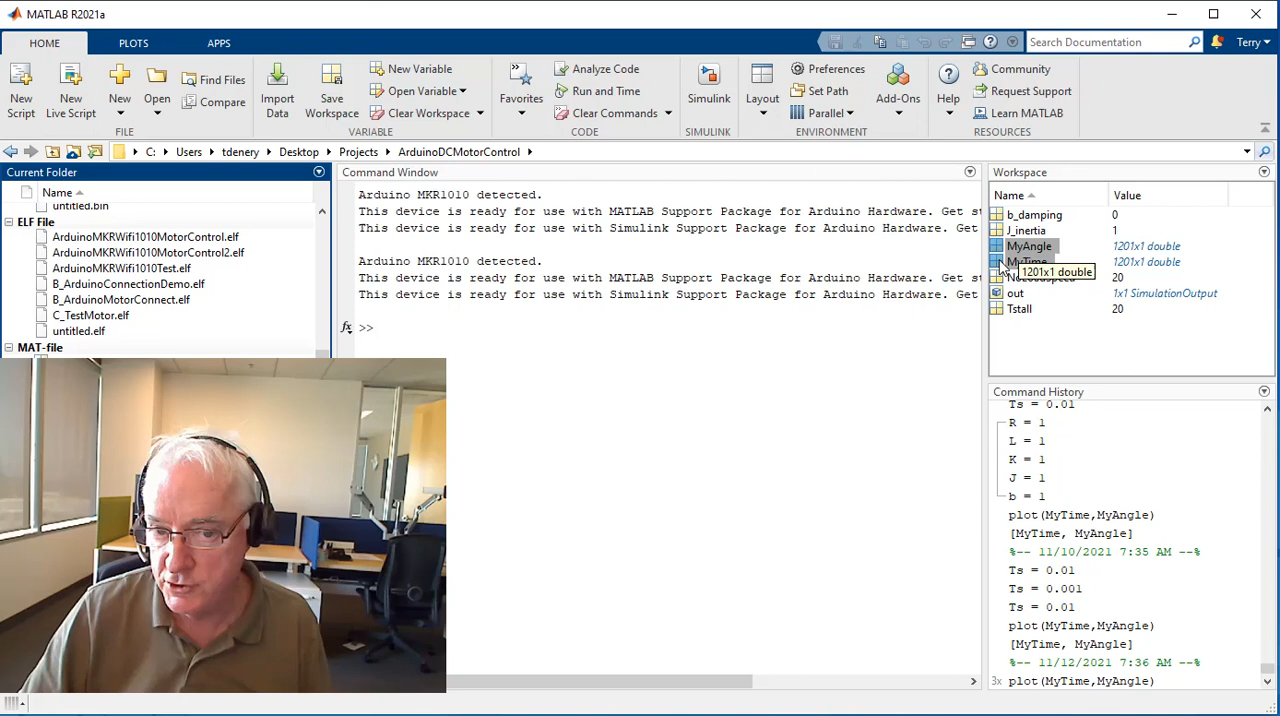 MATLAB R2021a
HOME
PLOTS
APPS
Search Documentation
Terry
New Script
New Live Script
New
Open
Find Files
Compare
Import Data
Save Workspace
New Variable
Open Variable
Clear Workspace
Favorites
Analyze Code
Run and Time
Clear Commands
Simulink
Layout
Preferences
Set Path
Parallel
Add-Ons
Help
Community
Request Support
Learn MATLAB
FILE
VARIABLE
CODE
SIMULINK
ENVIRONMENT
RESOURCES
C: Users tdenery Desktop Projects ArduinoDCMotorControl
Current Folder
Name
untitled.bin
ELF File
ArduinoMKRWifi1010MotorControl.elf
ArduinoMKRWifi1010MotorControl2.elf
ArduinoMKRWifi1010Test.elf
B_ArduinoConnectionDemo.elf
B_ArduinoMotorConnect.elf
C_TestMotor.elf
untitled.elf
MAT-file
Command Window
Arduino MKR1010 detected.
This device is ready for use with MATLAB Support Package for Arduino Hardware. Get s
This device is ready for use with Simulink Support Package for Arduino Hardware. Get
Arduino MKR1010 detected.
This device is ready for use with MATLAB Support Package for Arduino Hardware. Get s
This device is ready for use with Simulink Support Package for Arduino Hardware. Get
fx >>
Workspace
Name Value
b_damping 0
J_inertia 1
MyAngle 1201x1 double
MyTime 1201x1 double
1201x1 double
20
out 1x1 SimulationOutput
Tstall 20
Command History
Ts = 0.01
R = 1
L = 1
K = 1
J = 1
b = 1
plot(MyTime,MyAngle)
[MyTime, MyAngle]
%-- 11/10/2021 7:35 AM --%
Ts = 0.01
Ts = 0.001
Ts = 0.01
plot(MyTime,MyAngle)
[MyTime, MyAngle]
%-- 11/12/2021 7:36 AM --%
3x plot(MyTime,MyAngle)